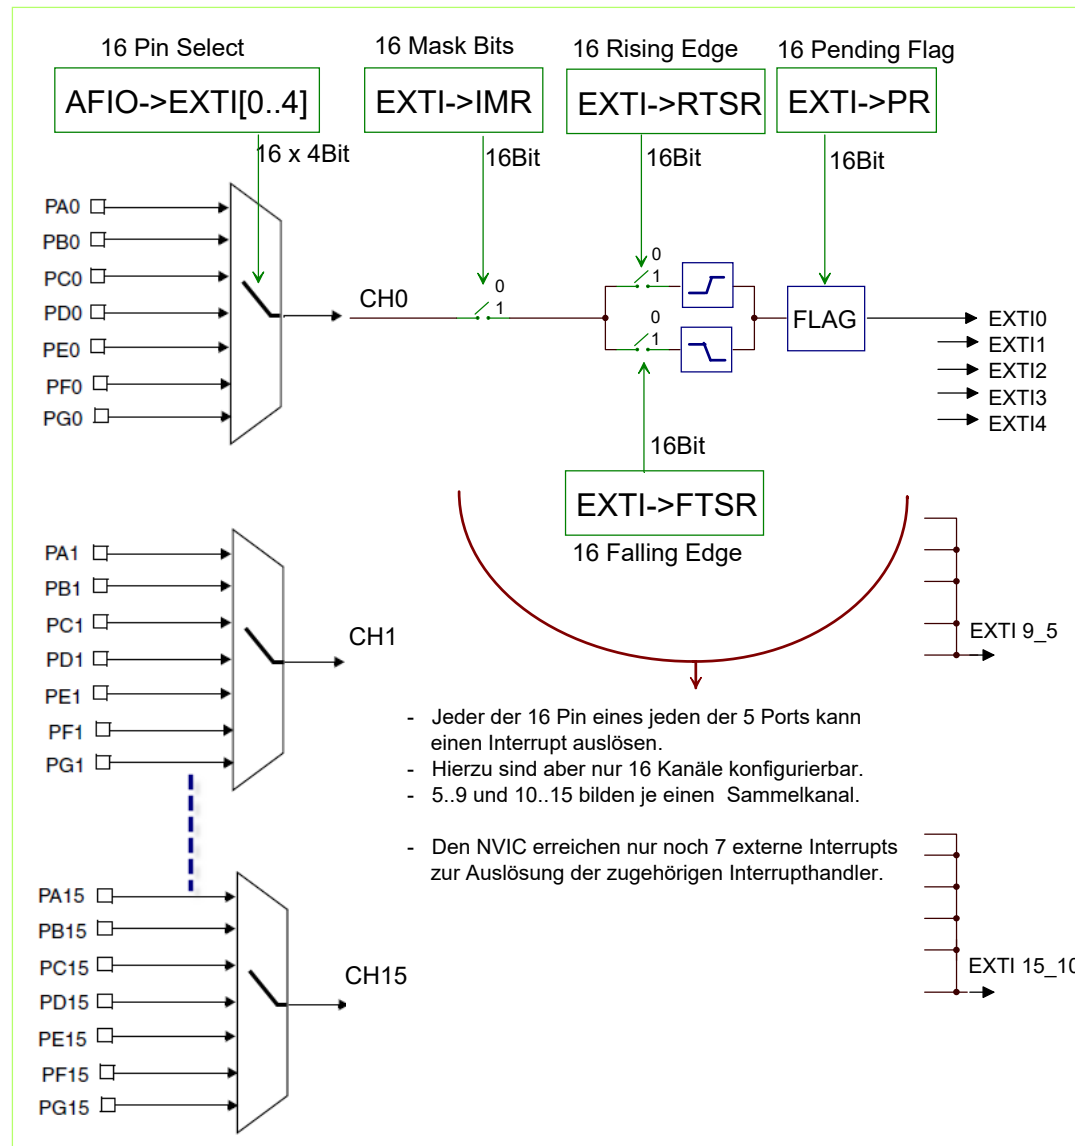 16 Pin Select
16 Mask Bits
16 Rising Edge
16 Pending Flag
AFIO->EXTI[0..4]
EXTI->IMR
EXTI->RTSR
EXTI->PR
16 x 4Bit
16Bit
16Bit
16Bit
PA0
PB0
PC0
PD0
PE0
PF0
PG0
CH0
0
1
0
1
0
1
FLAG
EXTI0
EXTI1
EXTI2
EXTI3
EXTI4
16Bit
EXTI->FTSR
16 Falling Edge
PA1
PB1
PC1
PD1
PE1
PF1
PG1
CH1
EXTI 9_5
- Jeder der 16 Pin eines jeden der 5 Ports kann
einen Interrupt auslösen.
- Hierzu sind aber nur 16 Kanäle konfigurierbar.
- 5..9 und 10..15 bilden je einen Sammelkanal.
- Den NVIC erreichen nur noch 7 externe Interrupts
zur Auslösung der zugehörigen Interrupthandler.
PA15
PB15
PC15
PD15
PE15
PF15
PG15
CH15
EXTI 15_10